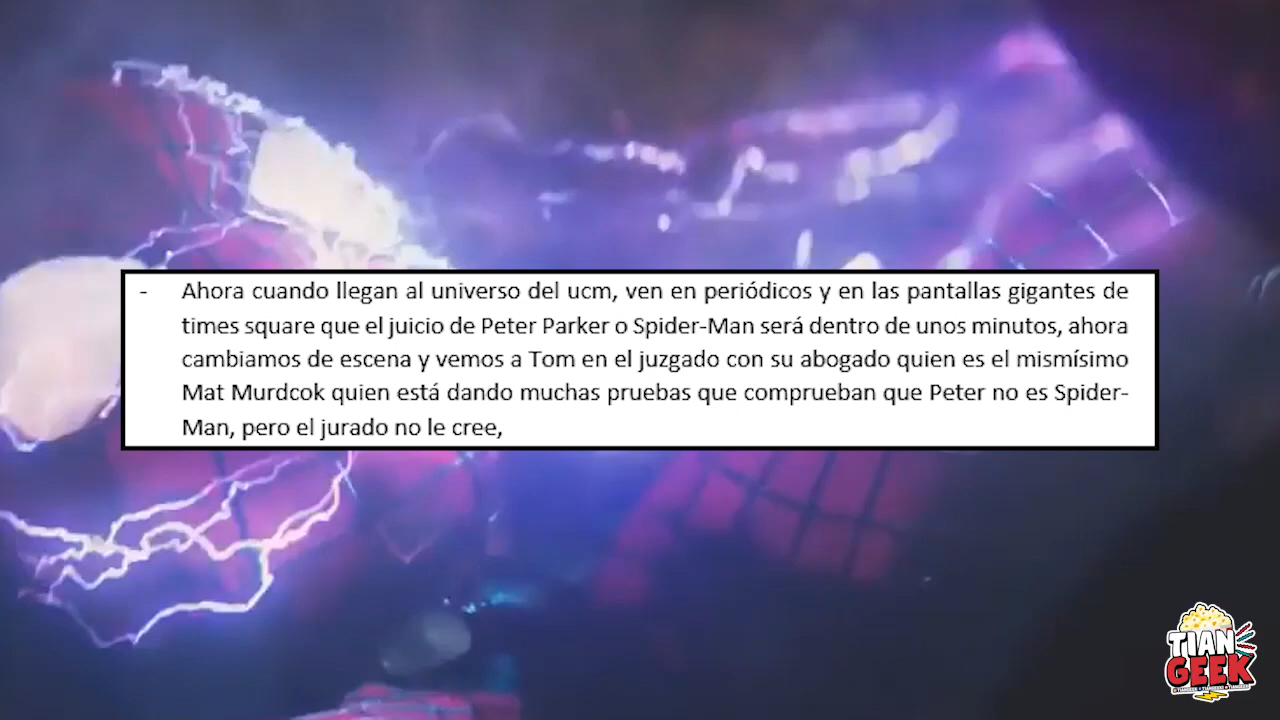 - Ahora cuando llegan al universo del ucm, ven en periódicos y en las pantallas gigantes de
times square que el juicio de Peter Parker o Spider-Man será dentro de unos minutos, ahora
cambiamos de escena y vemos a Tom en el juzgado con su abogado quien es el mismísimo
Mat Murdcok quien está dando muchas pruebas que comprueban que Peter no es Spider-
Man, pero el jurado no le cree,
TIAN
GEEK